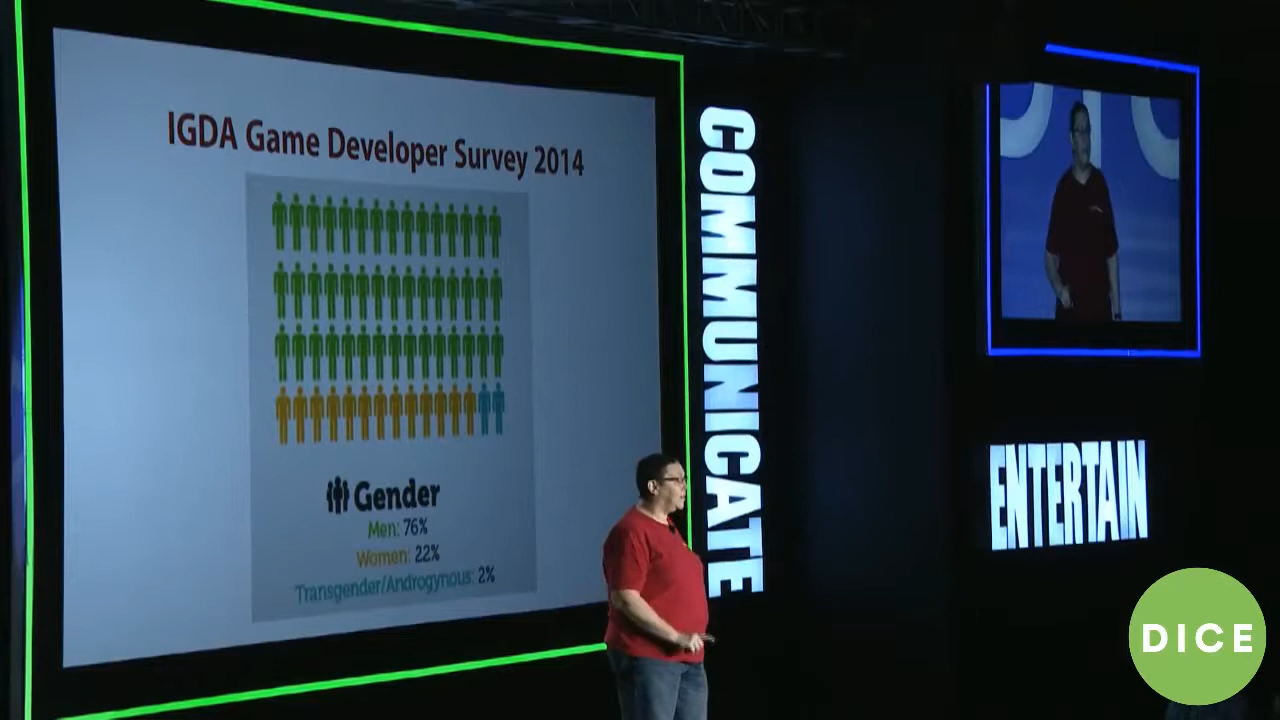 IGDA Game Developer Survey 2014
Gender
Men: 76%
Women: 22%
Transgender/Androgynous: 2%
COMMUNICATE
ENTERTAIN
DICE